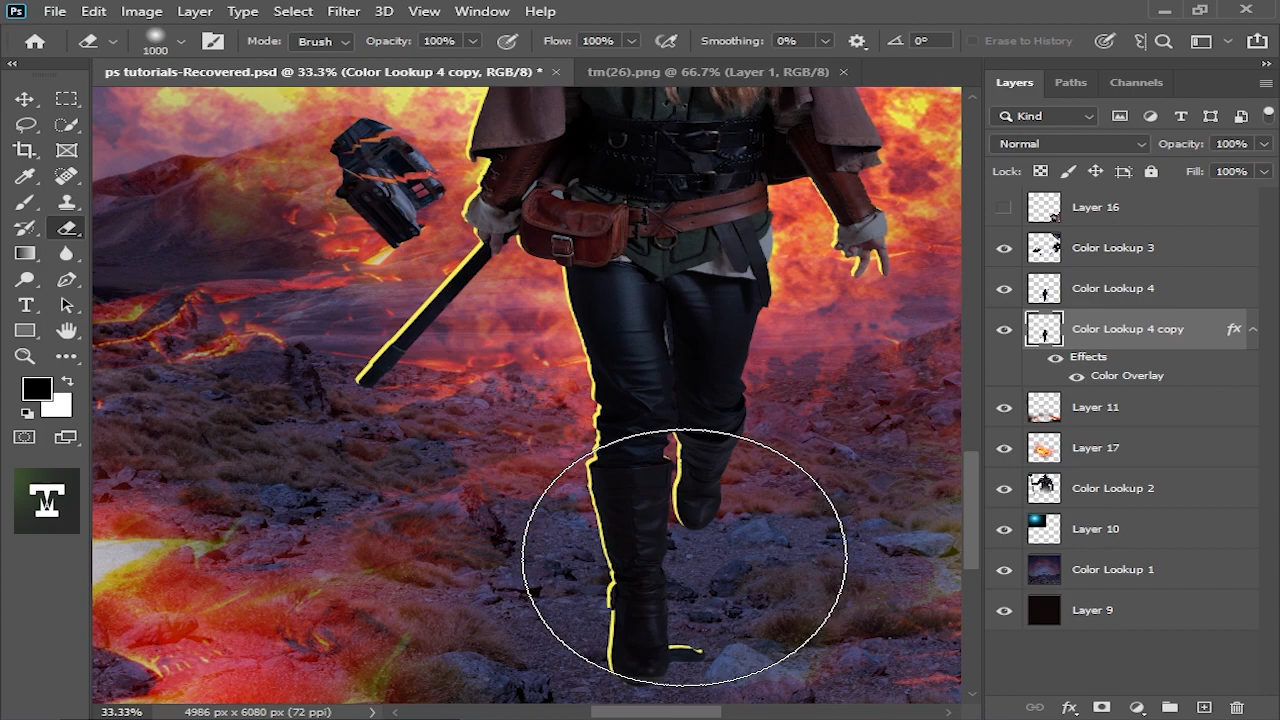 Ps File Edit Image Layer Type Select Filter 3D View Window Help
1000 Mode: Brush Opacity: 100% Flow: 100% Smoothing: 0% 0° Erase to History
ps tutorials-Recovered.psd @ 33.3% (Color Lookup 4 copy, RGB/8) * × tm(26).png @ 66.7% (Layer 1, RGB/8) ×
Layers Paths Channels
Kind
Normal Opacity: 100%
Lock: Fill: 100%
Layer 16
Color Lookup 3
Color Lookup 4
Color Lookup 4 copy fx
Effects
Color Overlay
Layer 11
Layer 17
Color Lookup 2
Layer 10
Color Lookup 1
Layer 9
33.33% 4986 px x 6080 px (72 ppi)
fx